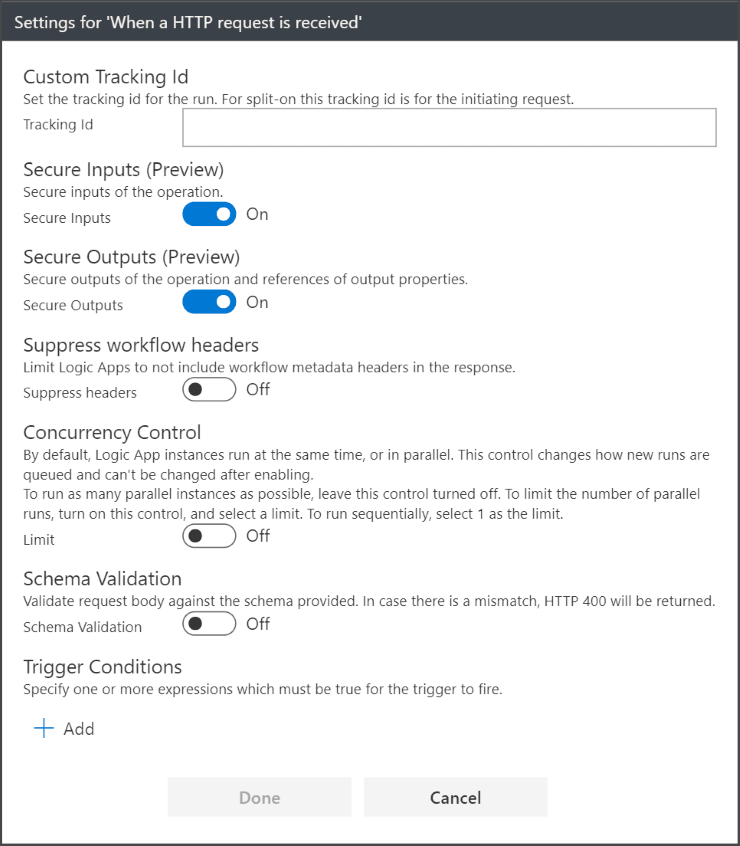 Settings for 'When a HTTP request is received'
Custom Tracking Id
Set the tracking id for the run. For split-on this tracking id is for the initiating request.
Tracking Id
Secure Inputs (Preview)
Secure inputs of the operation.
Secure Inputs On
Secure Outputs (Preview)
Secure outputs of the operation and references of output properties.
Secure Outputs On
Suppress workflow headers
Limit Logic Apps to not include workflow metadata headers in the response.
Suppress headers Off
Concurrency Control
By default, Logic App instances run at the same time, or in parallel. This control changes how new runs are
queued and can't be changed after enabling.
To run as many parallel instances as possible, leave this control turned off. To limit the number of parallel
runs, turn on this control, and select a limit. To run sequentially, select 1 as the limit.
Limit Off
Schema Validation
Validate request body against the schema provided. In case there is a mismatch, HTTP 400 will be returned.
Schema Validation Off
Trigger Conditions
Specify one or more expressions which must be true for the trigger to fire.
Add
Done Cancel